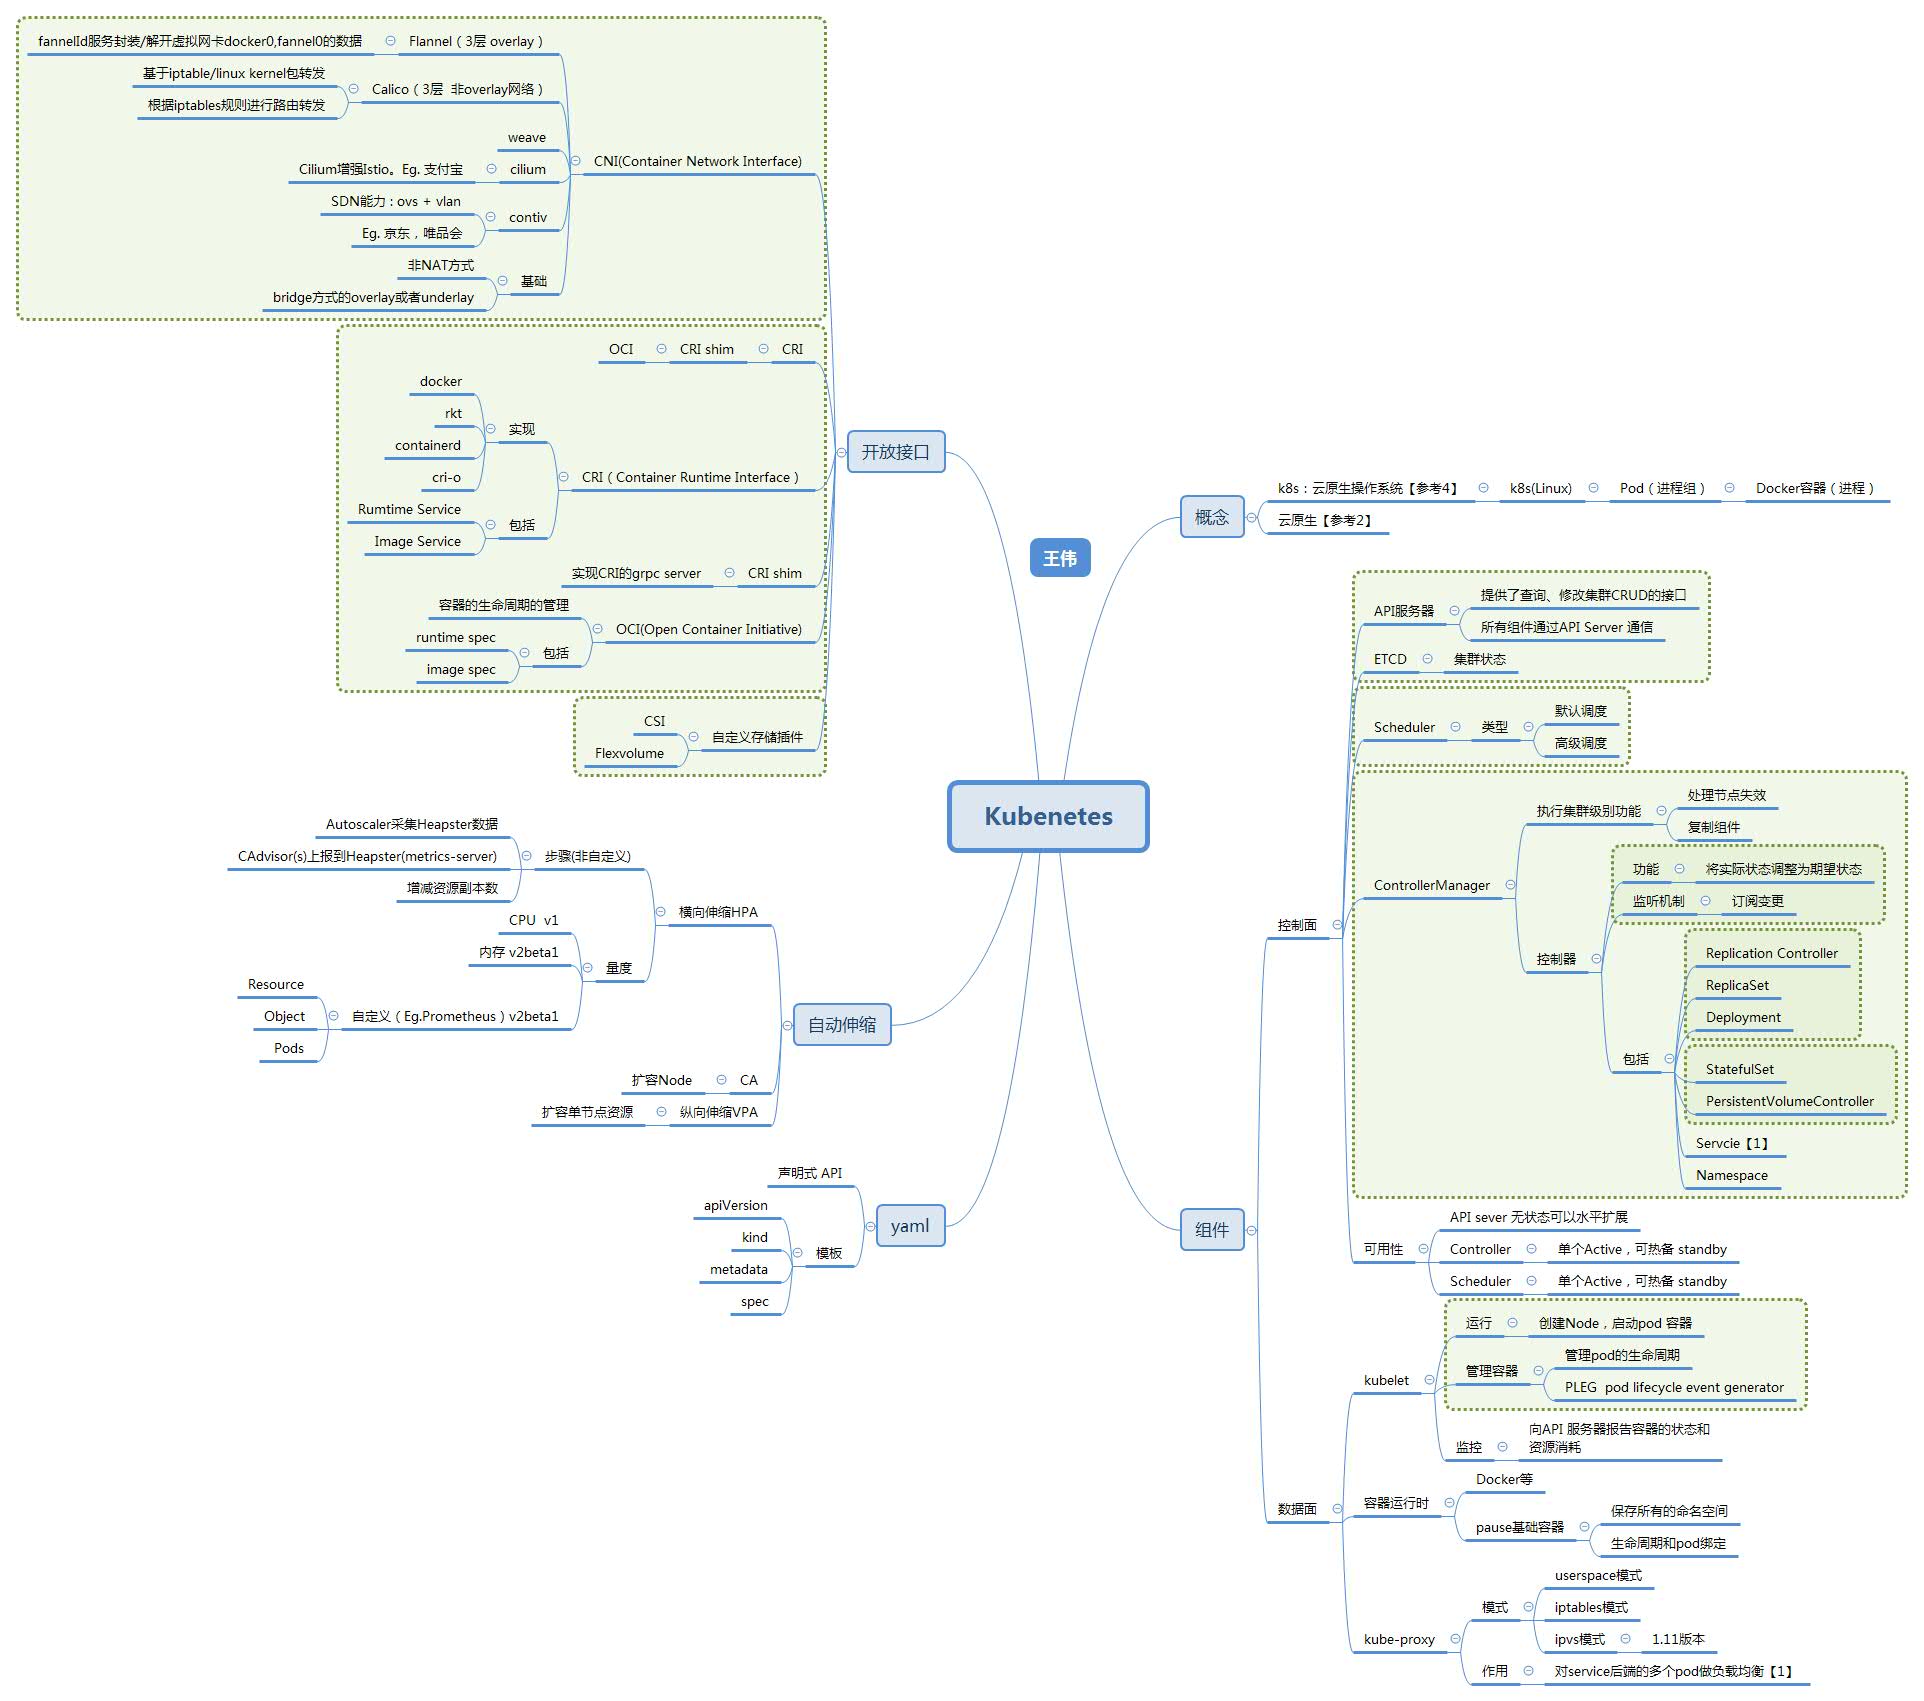 Kubenetes
王伟
开放接口
CNI(Container Network Interface)
Flannel（3层 overlay）
fannelId服务封装/解开虚拟网卡docker0,fannel0的数据
Calico（3层  非overlay网络）
基于iptable/linux kernel包转发
根据iptables规则进行路由转发
weave
cilium
Cilium增强Istio。Eg. 支付宝
contiv
SDN能力：ovs + vlan
Eg. 京东，唯品会
基础
非NAT方式
bridge方式的overlay或者underlay
CRI
CRI shim
OCI
CRI（Container Runtime Interface）
实现
docker
rkt
containerd
cri-o
包括
Rumtime Service
Image Service
CRI shim
实现CRI的grpc server
OCI(Open Container Initiative)
容器的生命周期的管理
包括
runtime spec
image spec
自定义存储插件
CSI
Flexvolume
自动伸缩
横向伸缩HPA
步骤(非自定义)
Autoscaler采集Heapster数据
CAdvisor(s)上报到Heapster(metrics-server)
增减资源副本数
量度
CPU  v1
内存 v2beta1
自定义（Eg.Prometheus）v2beta1
Resource
Object
Pods
CA
扩容Node
纵向伸缩VPA
扩容单节点资源
yaml
声明式 API
模板
apiVersion
kind
metadata
spec
概念
k8s：云原生操作系统【参考4】
k8s(Linux)
Pod（进程组）
Docker容器（进程）
云原生【参考2】
组件
控制面
API服务器
提供了查询、修改集群CRUD的接口
所有组件通过API Server 通信
ETCD
集群状态
Scheduler
类型
默认调度
高级调度
ControllerManager
执行集群级别功能
处理节点失效
复制组件
控制器
功能
将实际状态调整为期望状态
监听机制
订阅变更
包括
Replication Controller
ReplicaSet
Deployment
StatefulSet
PersistentVolumeController
Servcie【1】
Namespace
可用性
API sever 无状态可以水平扩展
Controller
单个Active，可热备 standby
Scheduler
单个Active，可热备 standby
数据面
kubelet
运行
创建Node，启动pod 容器
管理容器
管理pod的生命周期
PLEG  pod lifecycle event generator
监控
向API 服务器报告容器的状态和
资源消耗
容器运行时
Docker等
pause基础容器
保存所有的命名空间
生命周期和pod绑定
kube-proxy
模式
userspace模式
iptables模式
ipvs模式
1.11版本
作用
对service后端的多个pod做负载均衡【1】